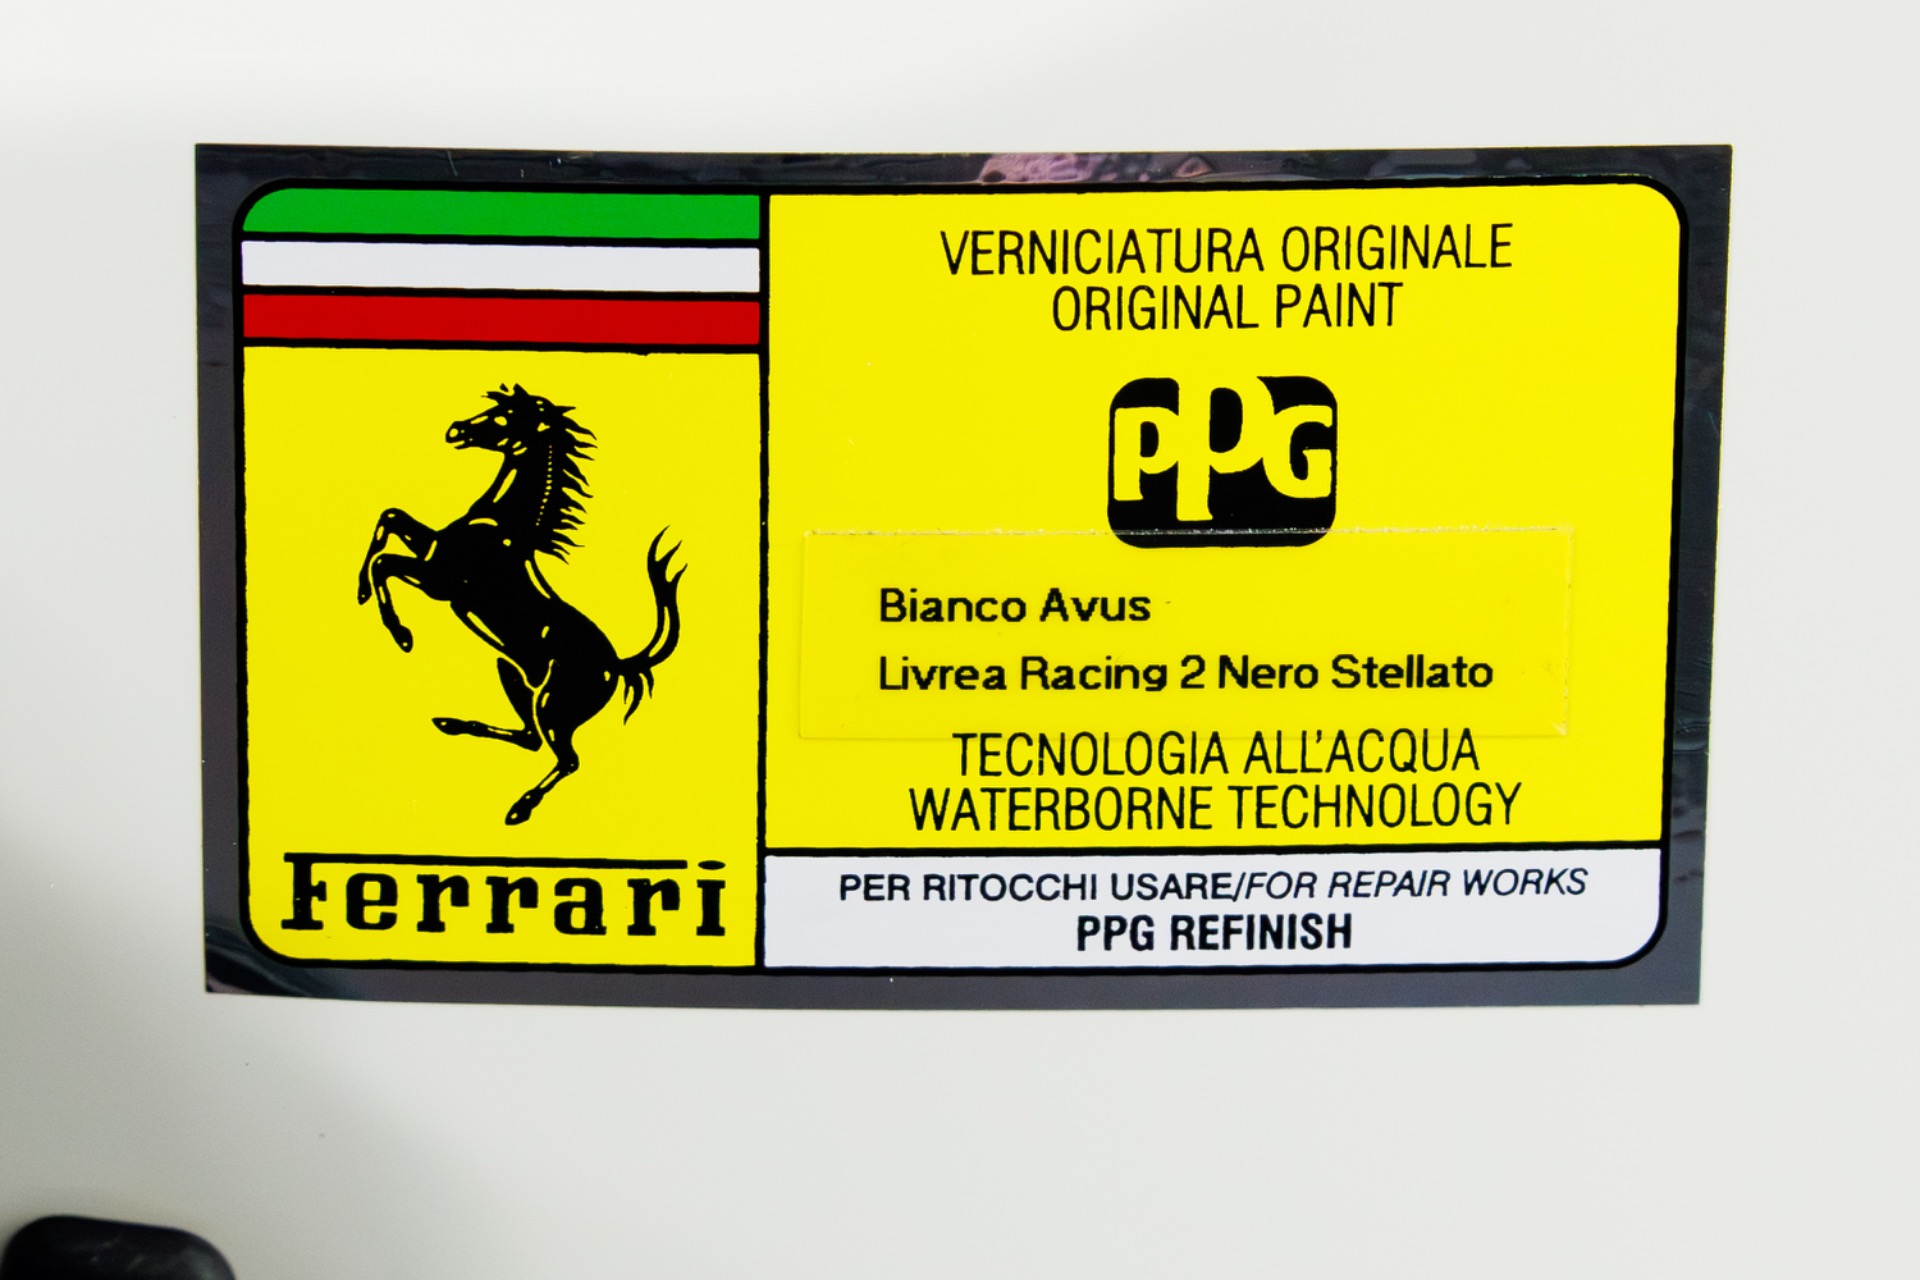 VERNICIATURA ORIGINALE
ORIGINAL PAINT
PPG
Bianco Avus
Livrea Racing 2 Nero Stellato
TECNOLOGIA ALL'ACQUA
WATERBORNE TECHNOLOGY
Ferrari
PER RITOCCHI USARE/FOR REPAIR WORKS
PPG REFINISH